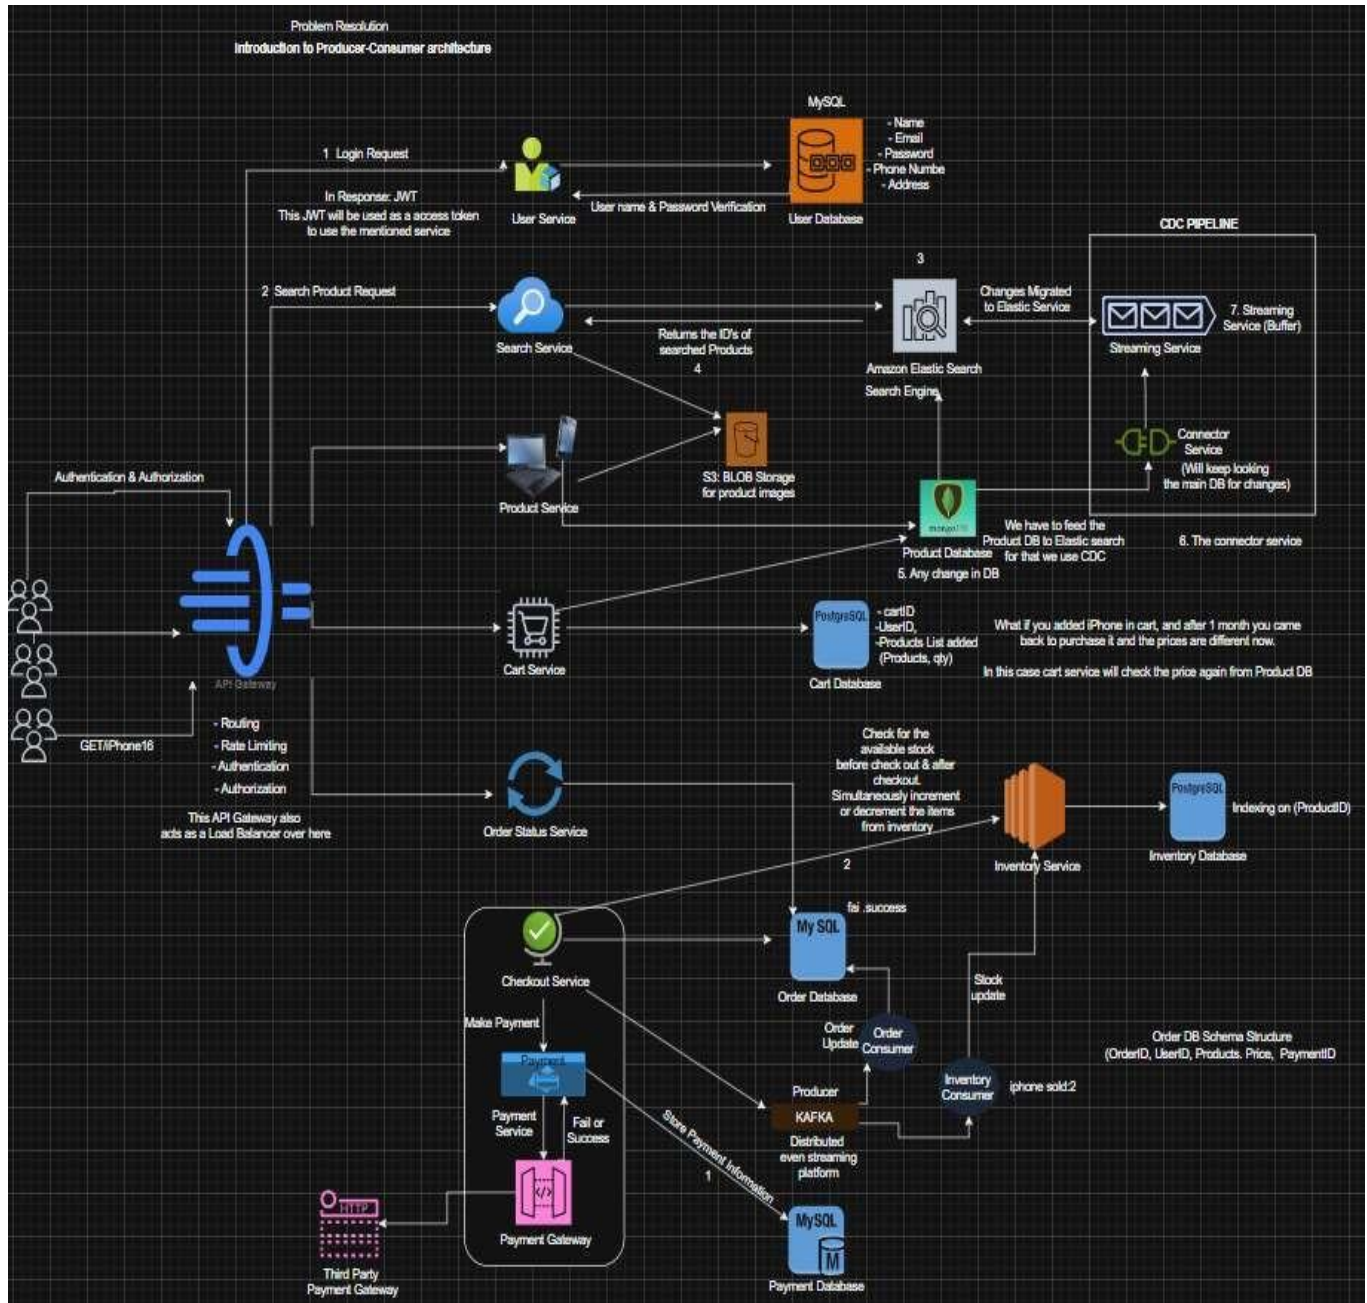 Problem Resolution
Introduction to Producer-Consumer architecture
MySQL
- Name
- Email
- Password
- Phone Numbe
- Address
User Database
1 Login Request
In Response: JWT
This JWT will be used as a access token
to use the mentioned service
User Service
User name & Password Verification
CDC PIPELINE
2 Search Product Request
Search Service
Returns the ID's of
searched Products
4
3
Amazon Elastic Search
Search Engine
Changes Migrated
to Elastic Service
7. Streaming
Service (Buffer)
Streaming Service
Connector
Service
(Will keep looking
the main DB for changes)
6. The connector service
Authentication & Authorization
Product Service
S3: BLOB Storage
for product images
Product Database
5. Any change in DB
We have to feed the
Product DB to Elastic search
for that we use CDC
API Gateway
- Routing
- Rate Limiting
- Authentication
- Authorization
This API Gateway also
acts as a Load Balancer over here
GET/iPhone16
Cart Service
PostgreSQL
- cartID
-UserID,
-Products List added
(Products, qty)
Cart Database
What if you added iPhone in cart, and after 1 month you came
back to purchase it and the prices are different now.
In this case cart service will check the price again from Product DB
Order Status Service
Check for the
available stock
before check out & after
checkout.
Simultaneously increment
or decrement the items
from inventory
2
Inventory Service
PostgreSQL
Indexing on (ProductID)
Inventory Database
Checkout Service
fai .success
My SQL
Order Database
Make Payment
Payment
Payment
Service
Fail or
Success
Payment Gateway
HTTP
Third Party
Payment Gateway
Order
Update
Order
Consumer
Stock
update
Inventory
Consumer
iphone sold:2
Order DB Schema Structure
(OrderID, UserID, Products. Price, PaymentID
Producer
KAFKA
Distributed
even streaming
platform
Store Payment Information
1
MySQL
M
Payment Database